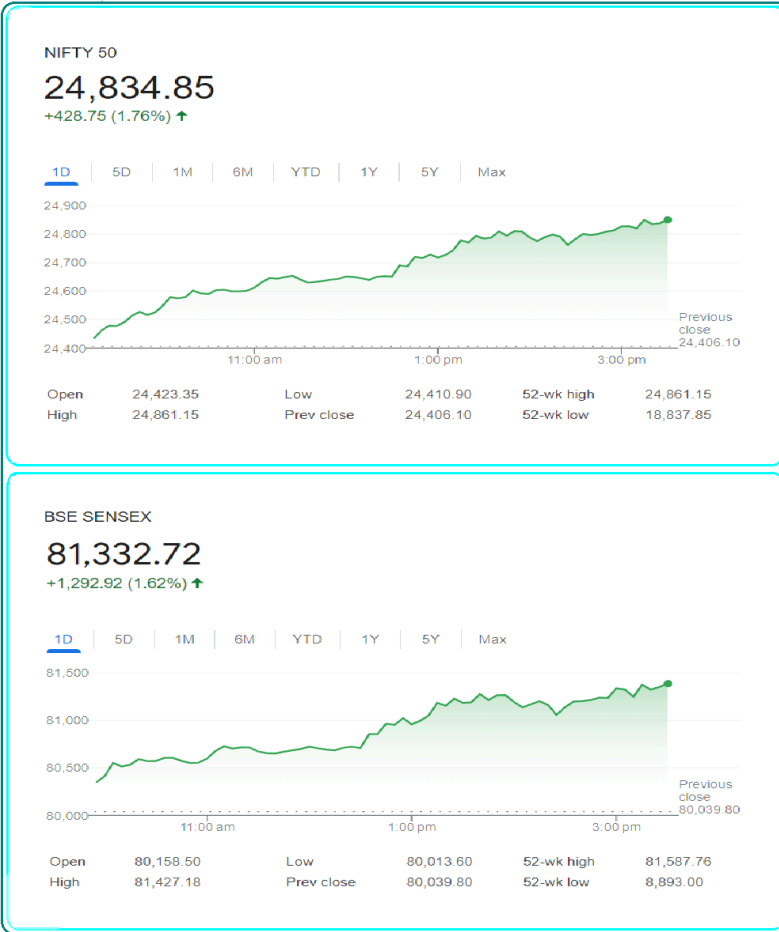 NIFTY 50
24,834.85
+428.75 (1.76%) ↑
1D 5D 1M 6M YTD 1Y 5Y Max
24,900
24,800
24,700
24,600
24,500
24,400
Previous
close
24,406.10
11:00 am 1:00 pm 3:00 pm
Open 24,423.35 Low 24,410.90 52-wk high 24,861.15
High 24,861.15 Prev close 24,406.10 52-wk low 18,837.85
BSE SENSEX
81,332.72
+1,292.92 (1.62%) ↑
1D 5D 1M 6M YTD 1Y 5Y Max
81,500
81,000
80,500
80,000
Previous
close
80,039.80
11:00 am 1:00 pm 3:00 pm
Open 80,158.50 Low 80,013.60 52-wk high 81,587.76
High 81,427.18 Prev close 80,039.80 52-wk low 8,893.00